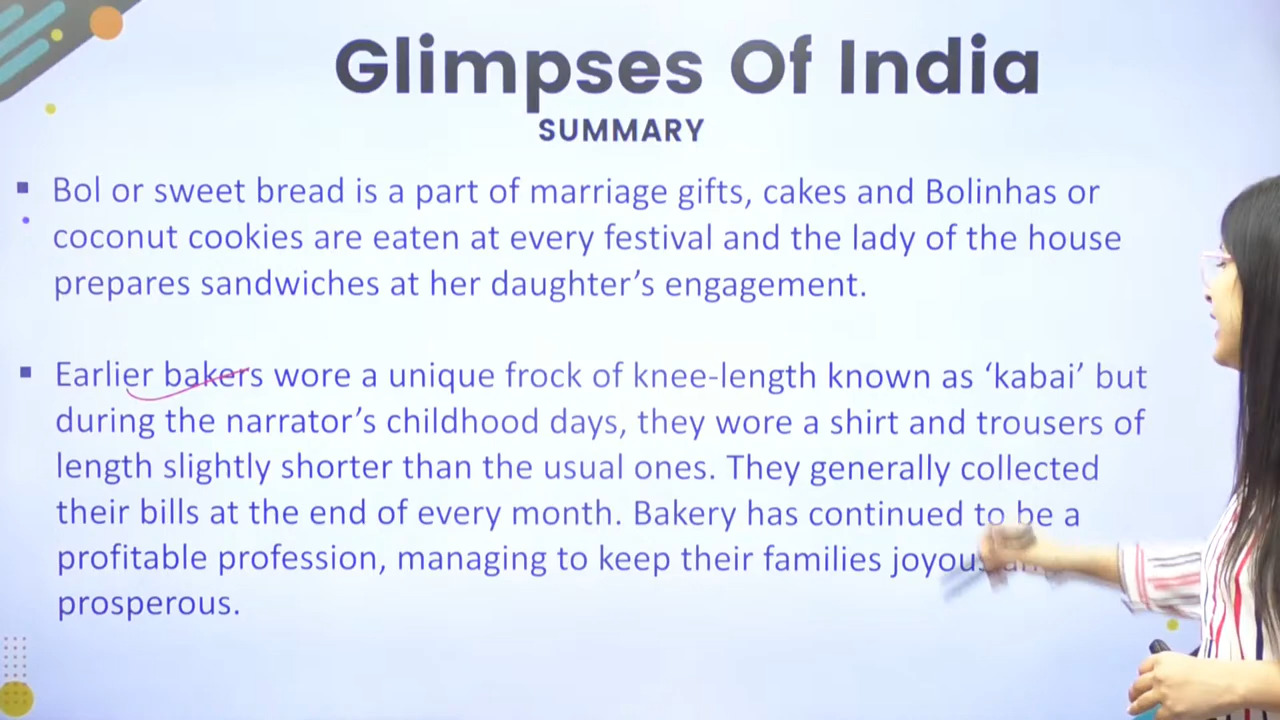 Glimpses Of India
SUMMARY
▪ Bol or sweet bread is a part of marriage gifts, cakes and Bolinhas or
coconut cookies are eaten at every festival and the lady of the house
prepares sandwiches at her daughter’s engagement.
▪ Earlier bakers wore a unique frock of knee-length known as ‘kabai’ but
during the narrator’s childhood days, they wore a shirt and trousers of
length slightly shorter than the usual ones. They generally collected
their bills at the end of every month. Bakery has continued to be a
profitable profession, managing to keep their families joyous
prosperous.